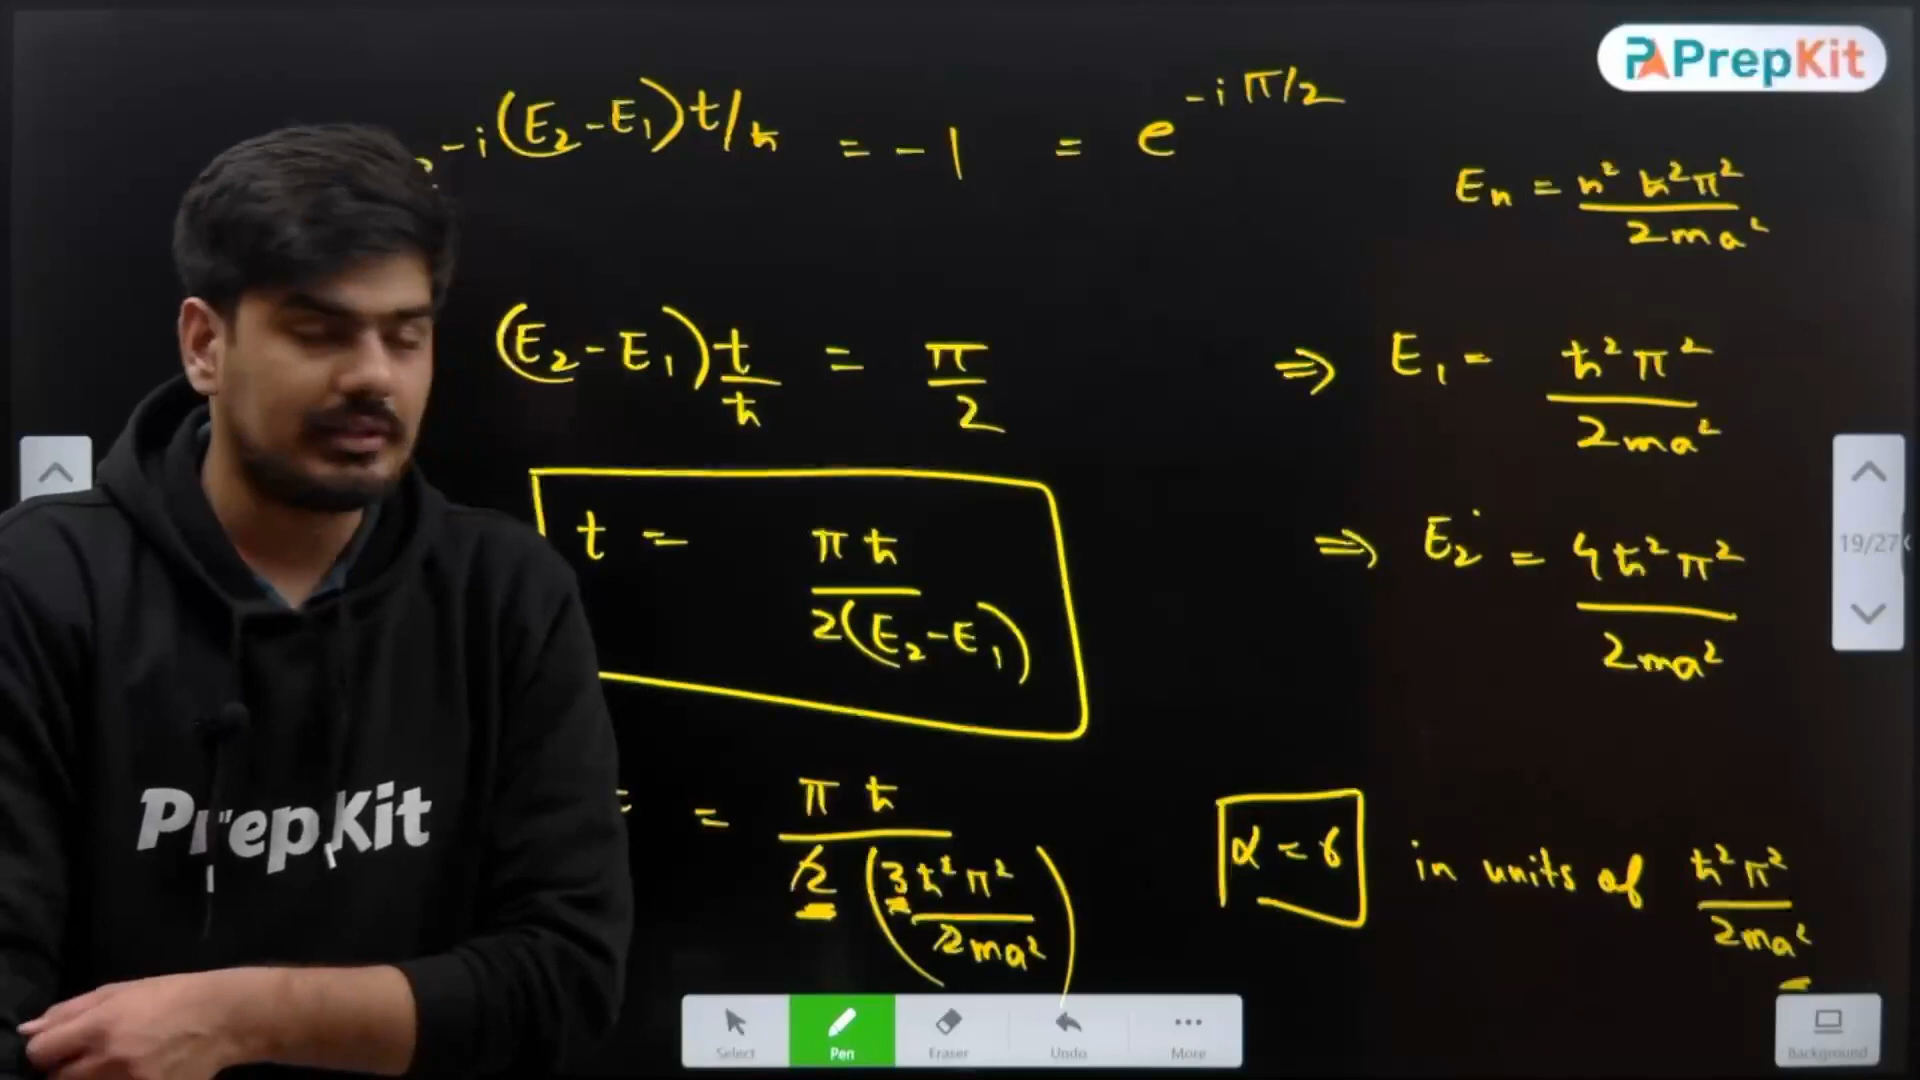 PrepKit
-i(E₂-E₁)t/ħ = -1 = e^{-iπ/2}
Eₙ = n²ħ²π²/2ma²
(E₂-E₁)t/ħ = π/2
⇒ E₁ = ħ²π²/2ma²
t = πħ/2(E₂-E₁)
⇒ E₂ = 4ħ²π²/2ma²
19/27
= πħ/2(3ħ²π²/2ma²)
α = 6 in units of ħ²π²/2ma²
PrepKit
Select Pen Eraser Undo More
Background